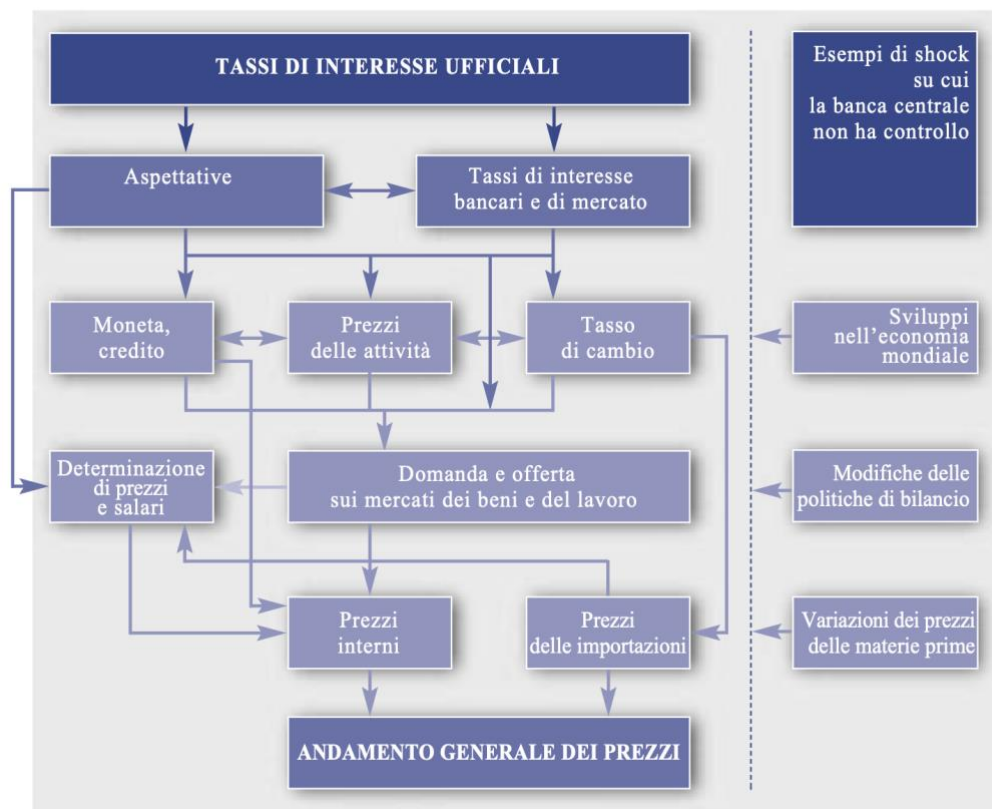 TASSI DI INTERESSE UFFICIALI
Esempi di shock
su cui
la banca centrale
non ha controllo
Aspettative
Tassi di interesse
bancari e di mercato
Moneta,
credito
Prezzi
delle attività
Tasso
di cambio
Sviluppi
nell’economia
mondiale
Determinazione
di prezzi
e salari
Domanda e offerta
sui mercati dei beni e del lavoro
Modifiche delle
politiche di bilancio
Prezzi
interni
Prezzi
delle importazioni
Variazioni dei prezzi
delle materie prime
ANDAMENTO GENERALE DEI PREZZI